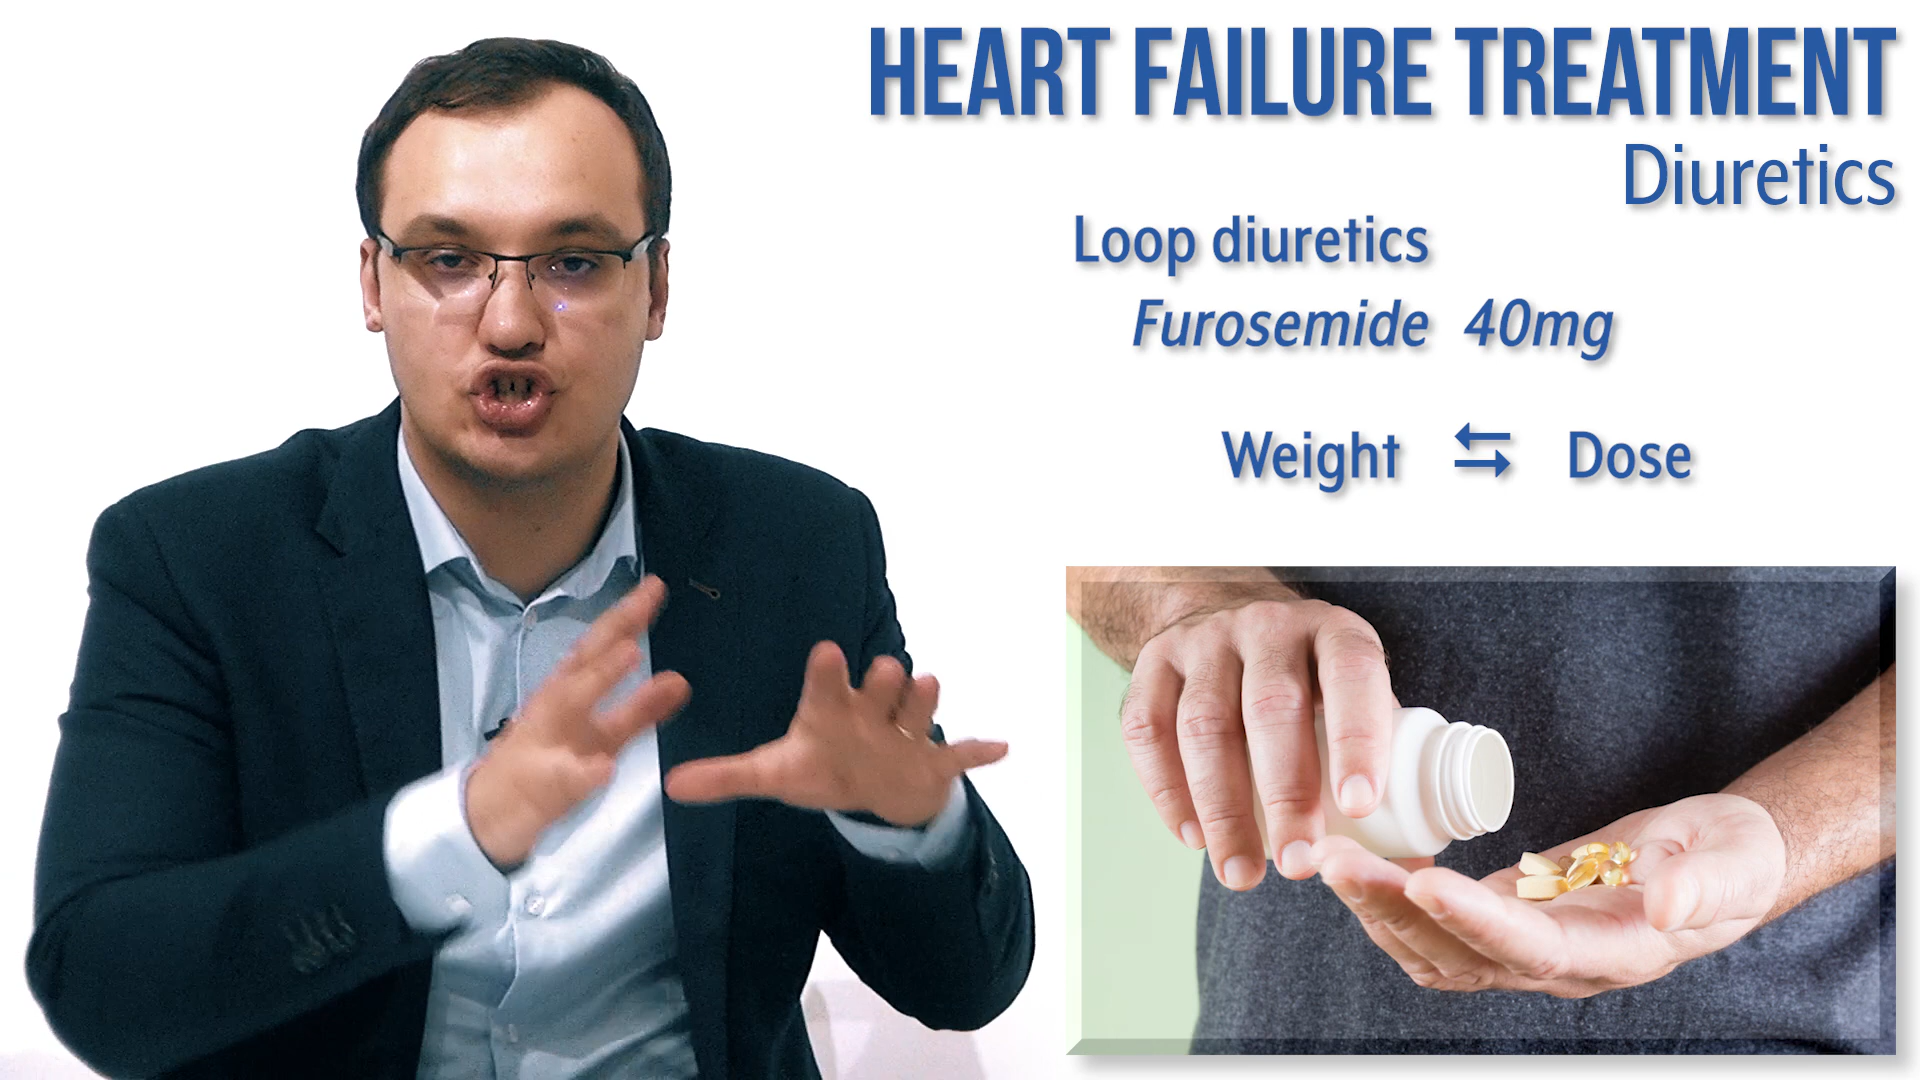 HEART FAILURE TREATMENT
Diuretics
Loop diuretics
Furosemide 40mg
Weight ⇆ Dose